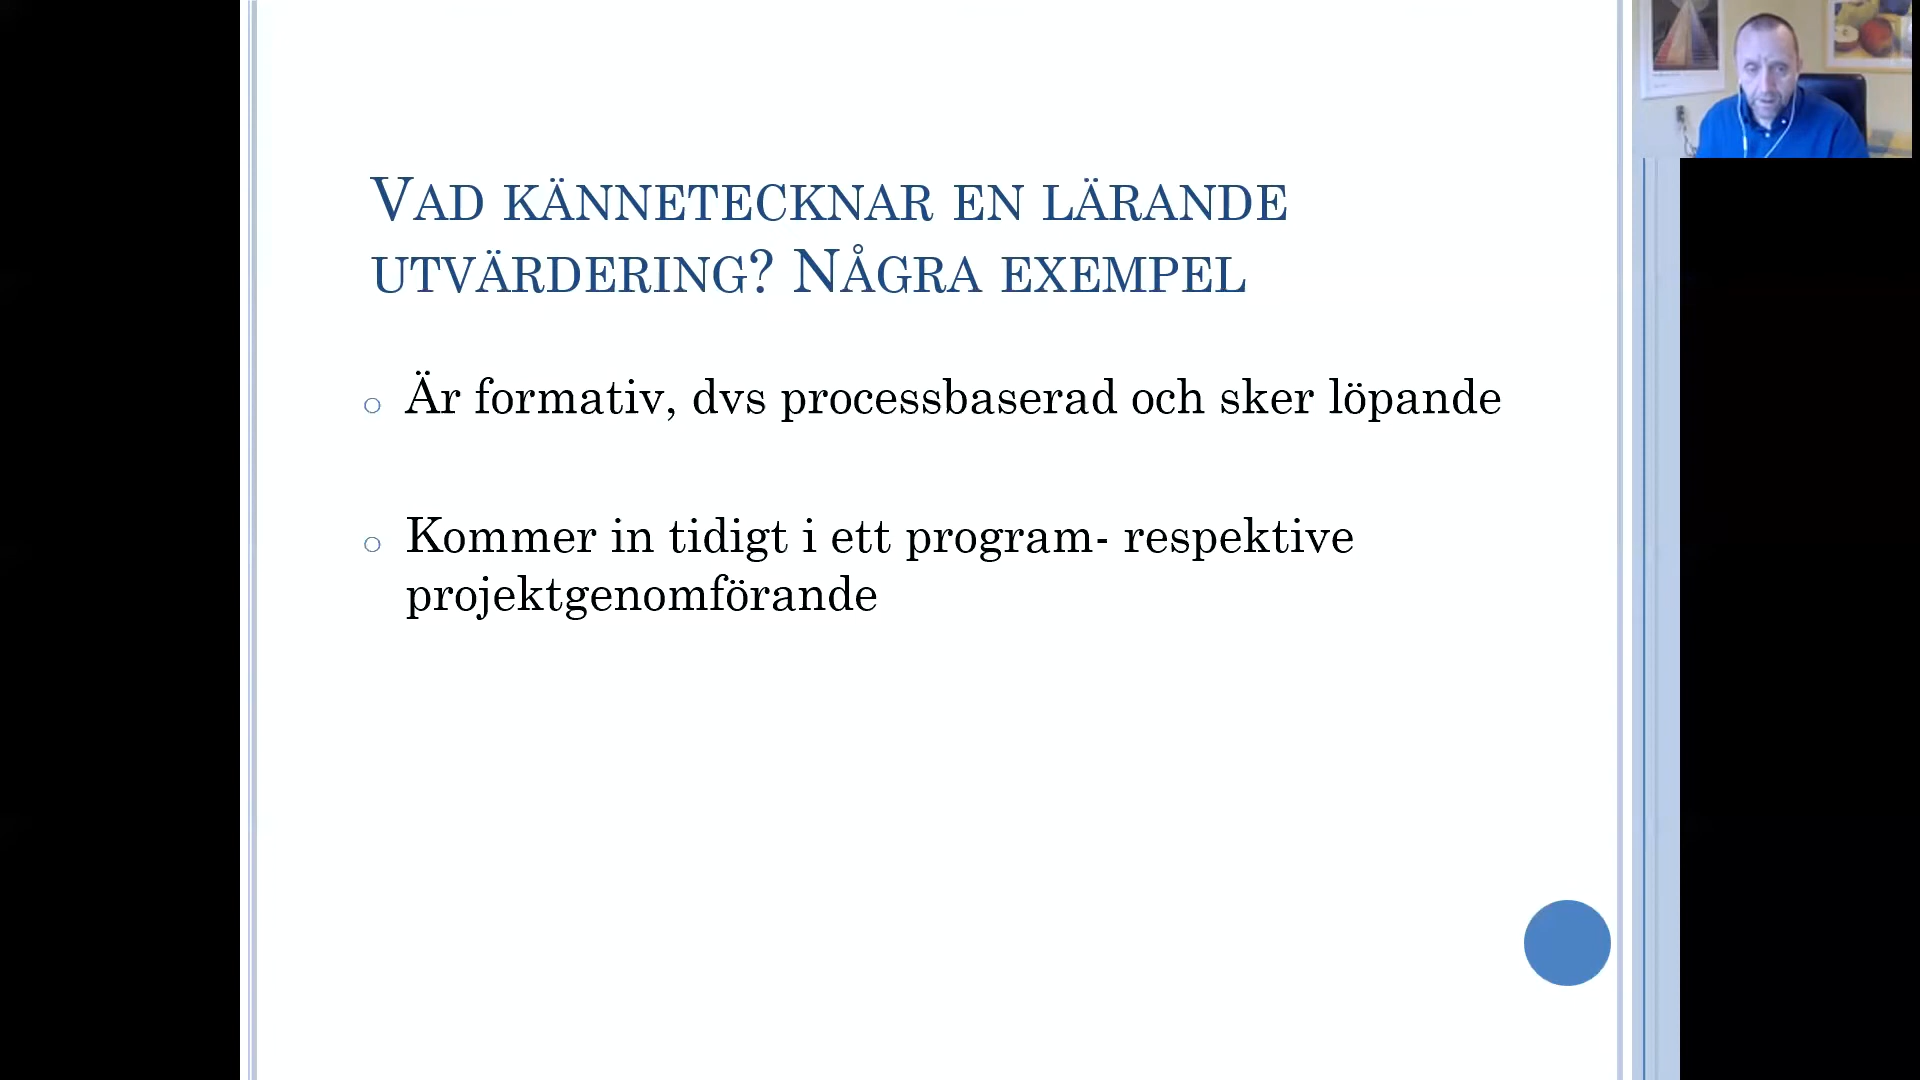 Vad kännetecknar en lärande
utvärdering? Några exempel
Är formativ, dvs processbaserad och sker löpande
Kommer in tidigt i ett program- respektive
projektgenomförande